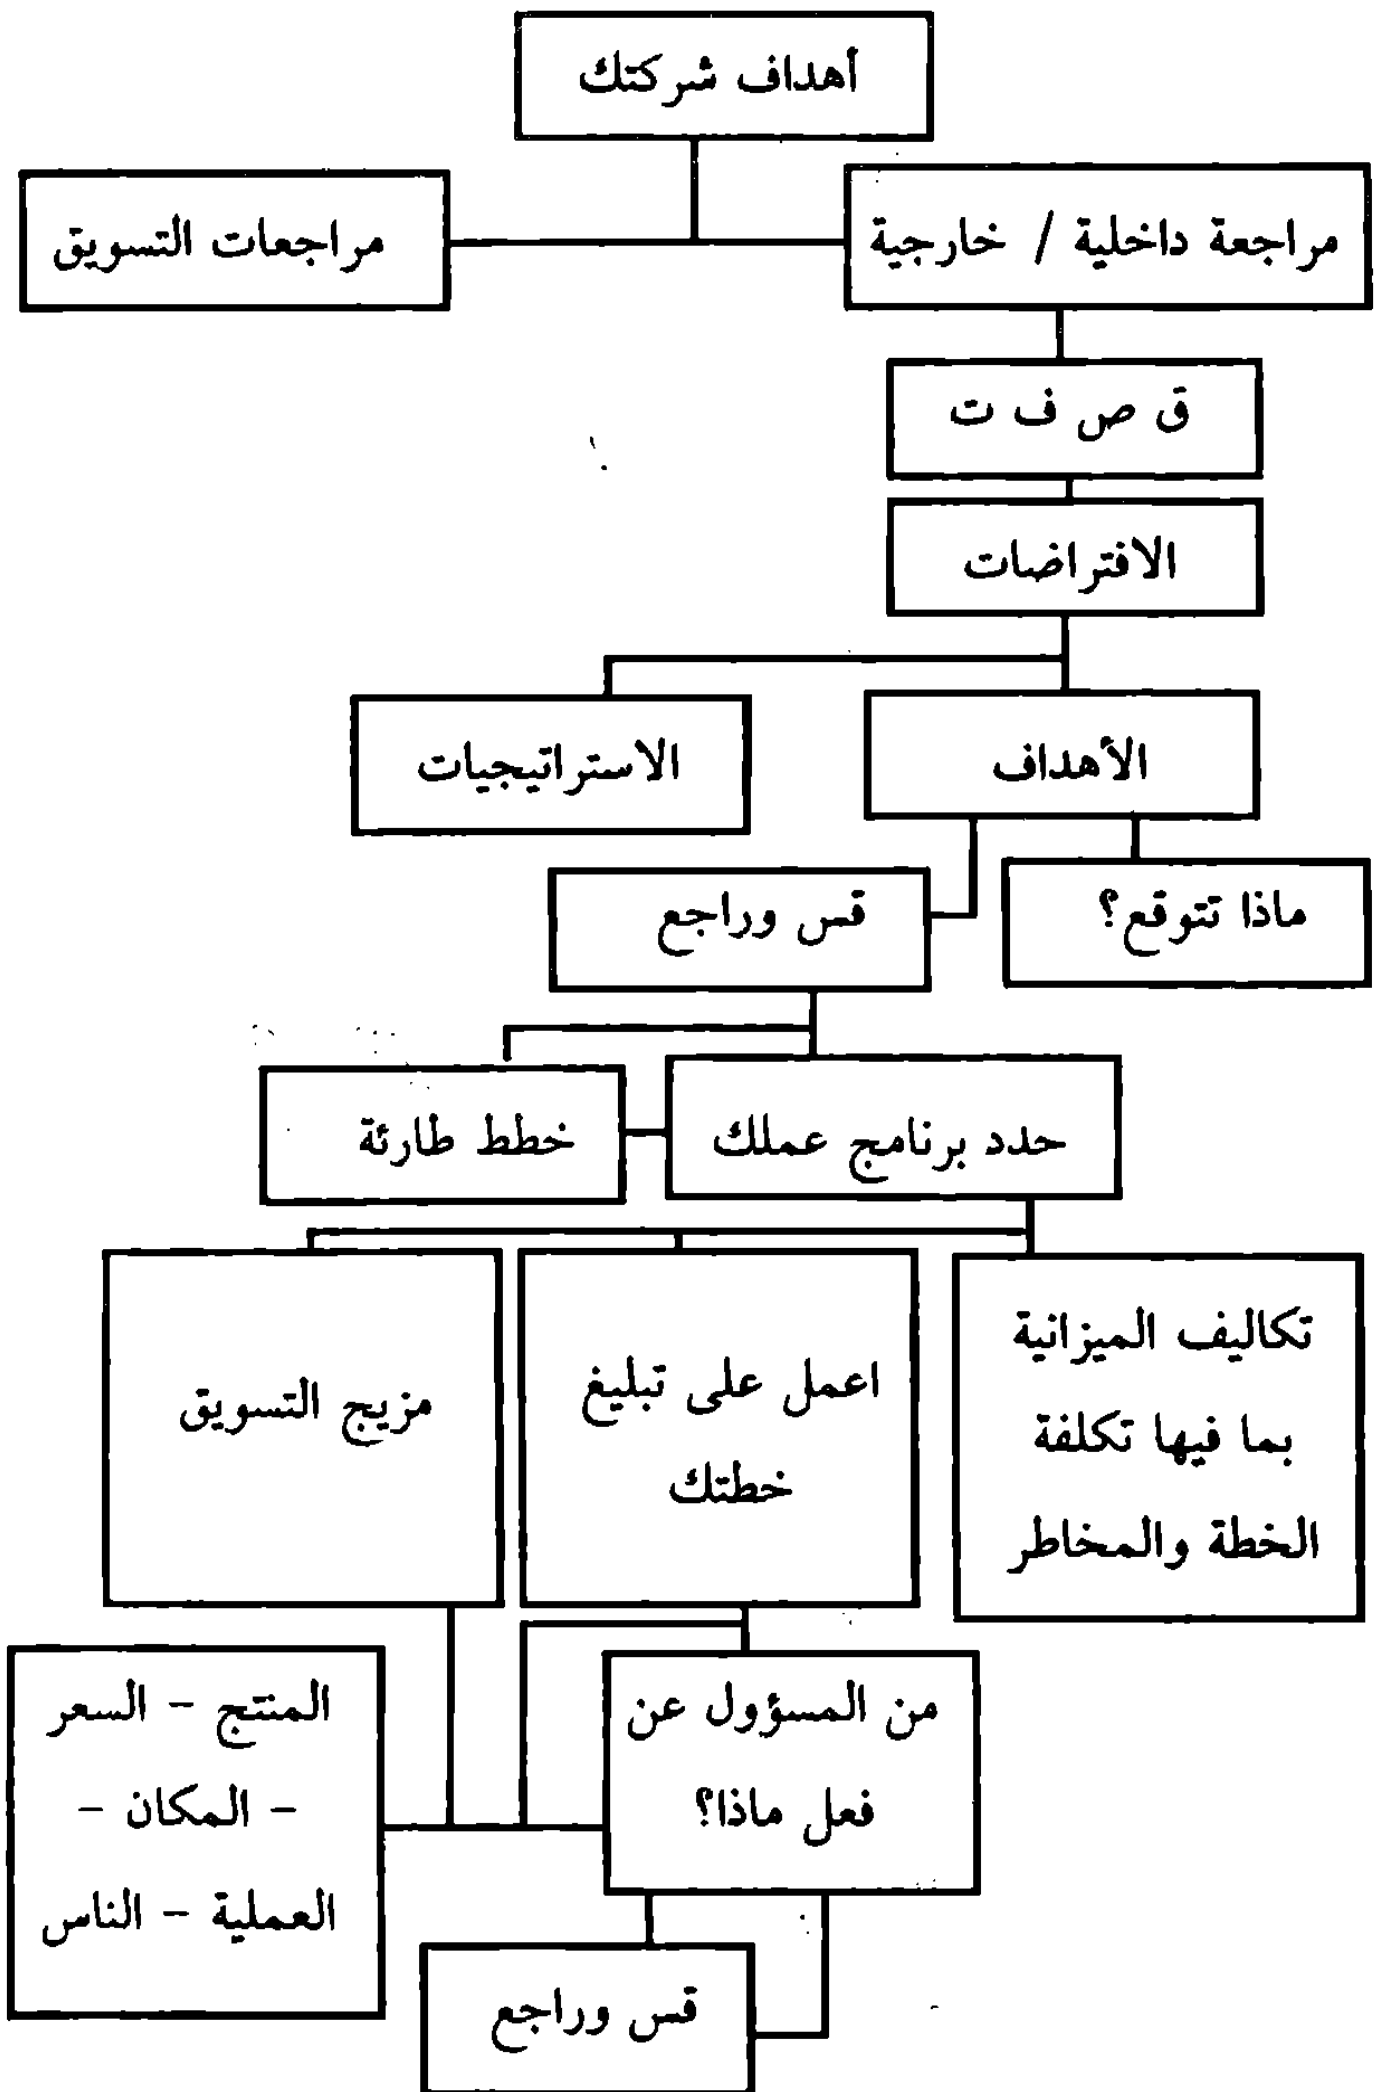 أهداف شركتك
مراجعة داخلية / خارجية
مراجعات التسويق
ق ص ف ت
الافتراضات
الأهداف
الاستراتيجيات
ماذا تتوقع؟
قس وراجع
حدد برنامج عملك
خطط طارئة
تكاليف الميزانية
بما فيها تكلفة
الخطة والمخاطر
اعمل على تبليغ
خطتك
مزيج التسويق
من المسؤول عن
فعل ماذا؟
المنتج – السعر
– المكان –
العملية – الناس
قس وراجع